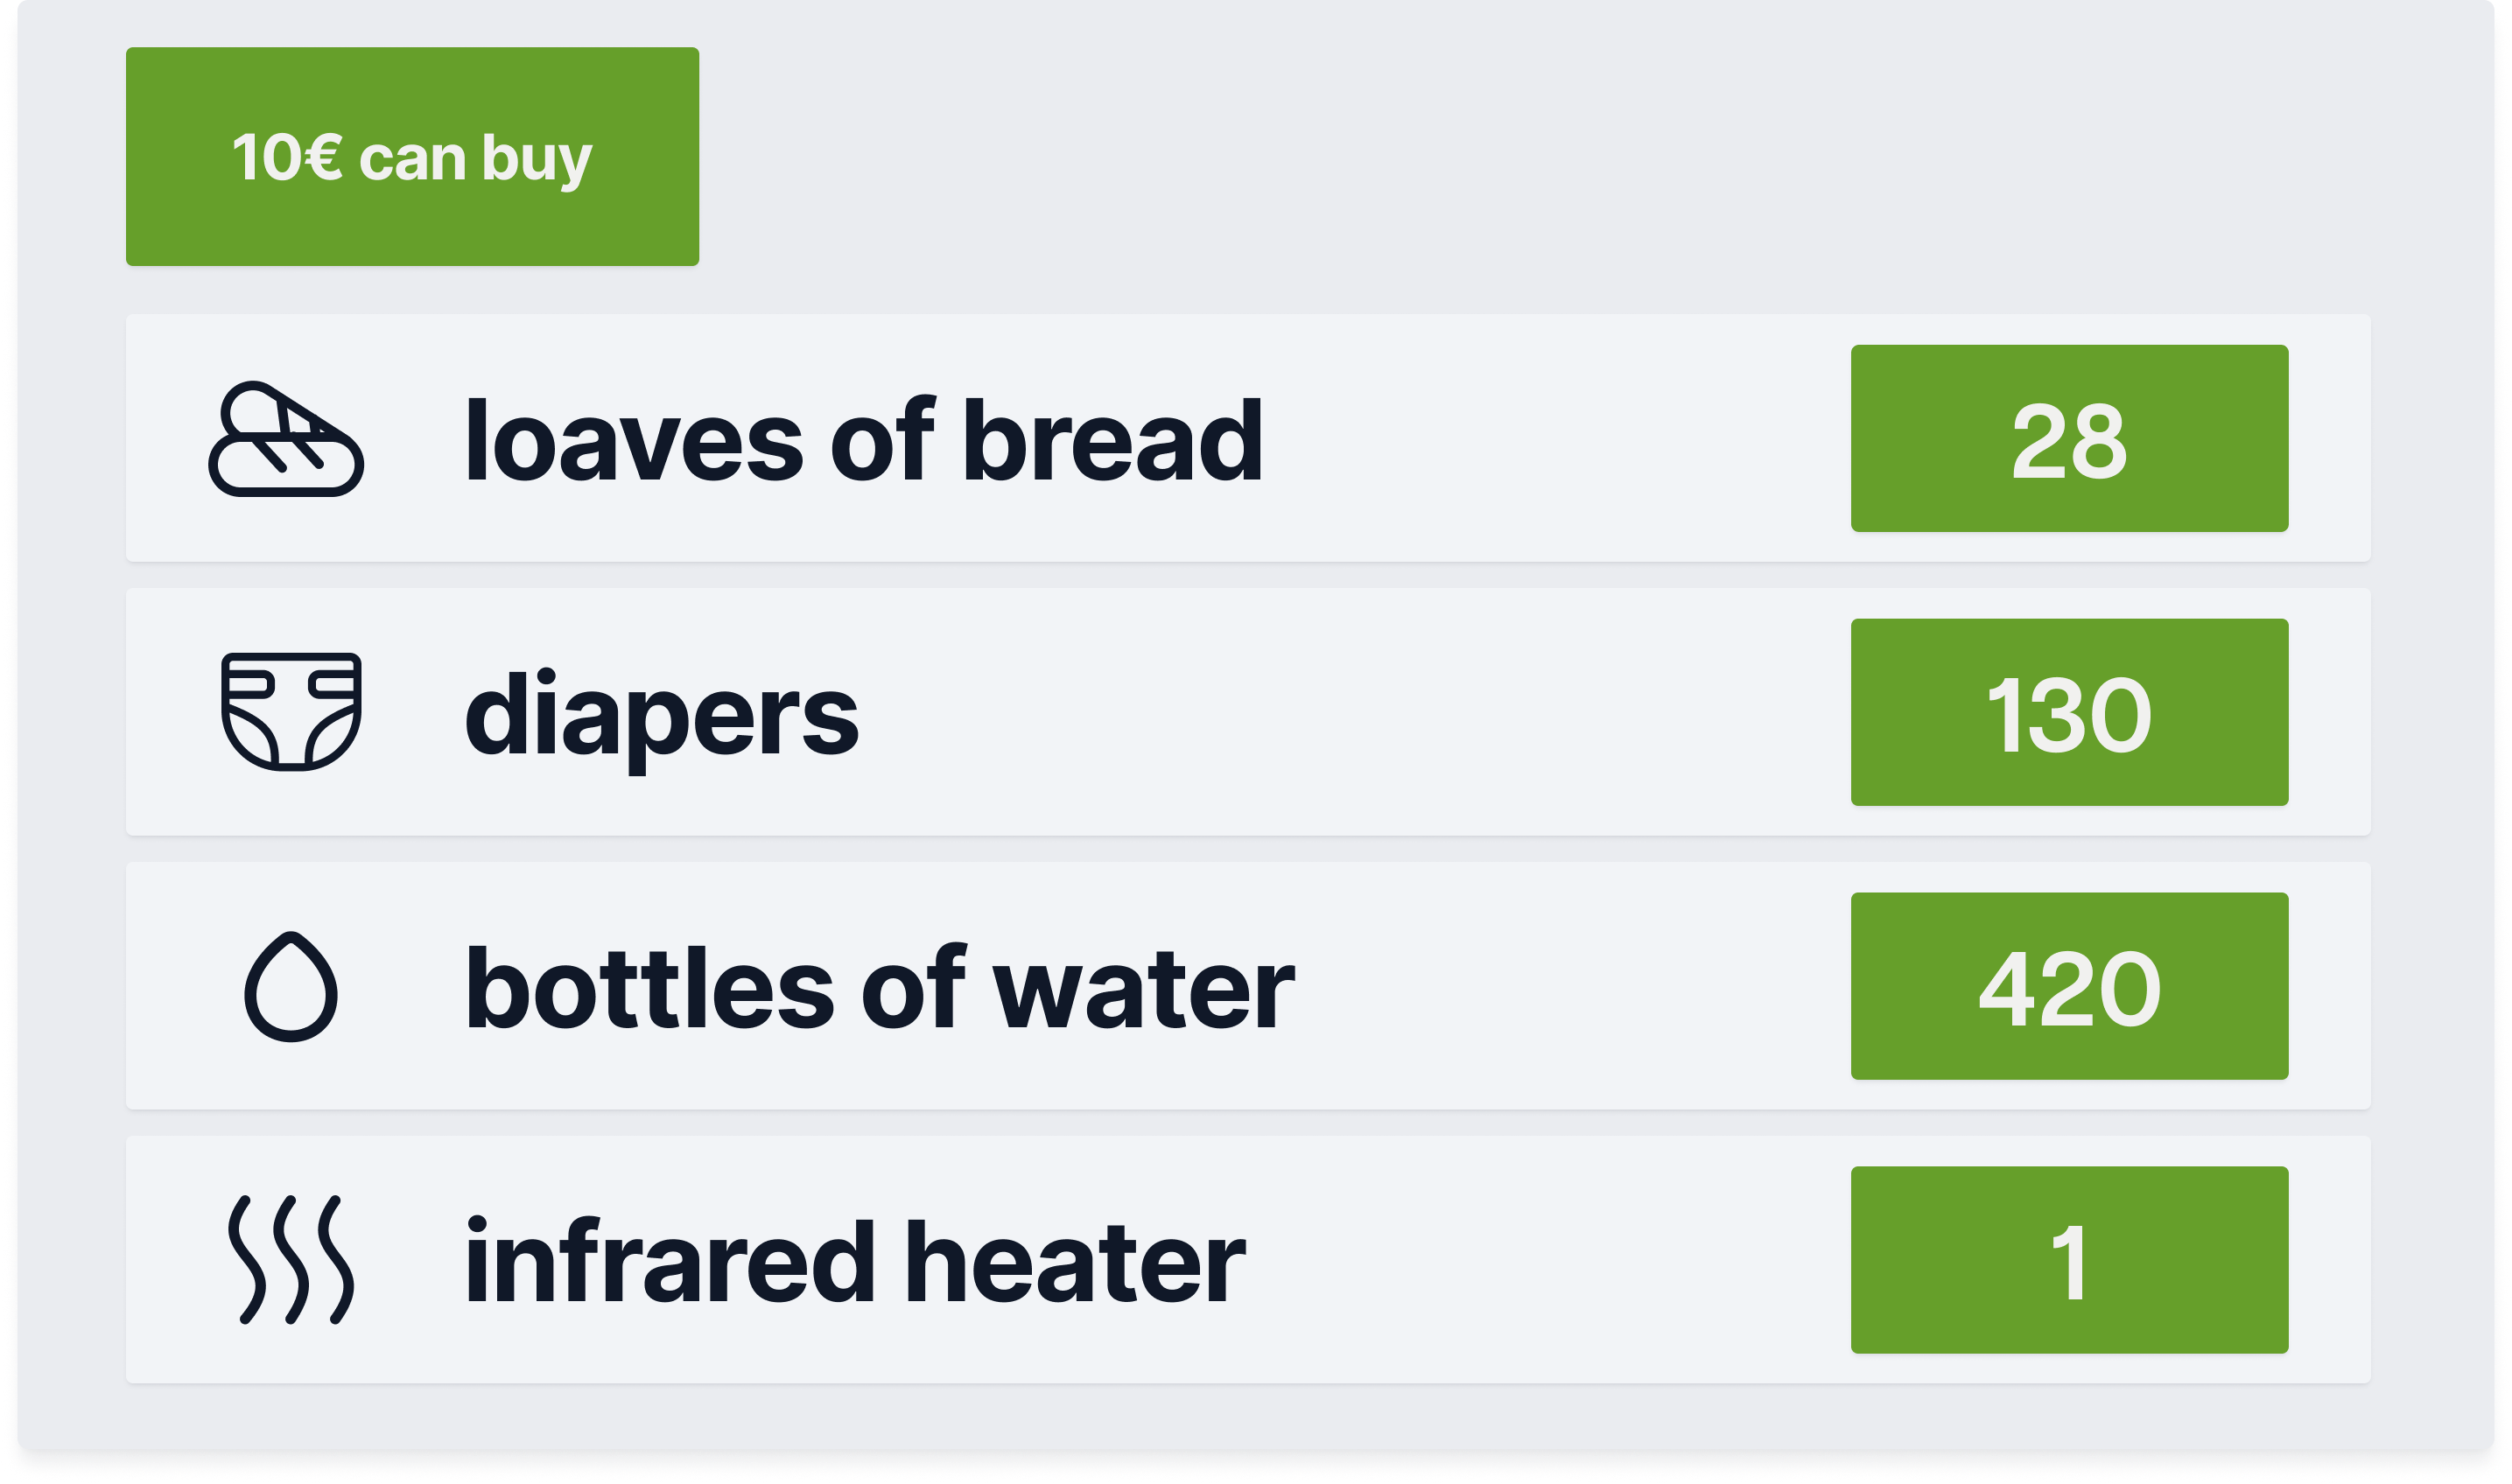 10€ can buy
loaves of bread 28
diapers 130
bottles of water 420
infrared heater 1